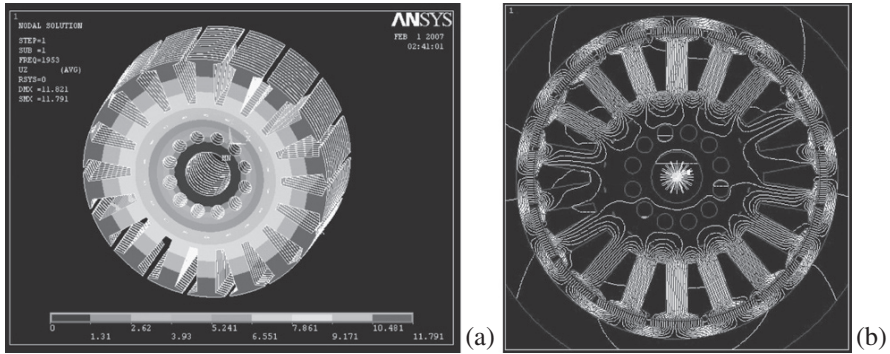 1
NODAL SOLUTION
STEP=1
SUB =1
FREQ=1953
UZ (AVG)
RSYS=0
DMX =11.821
SMX =11.791
ANSYS
FEB 1 2007
02:41:01
MN
0 2.62 5.241 7.861 10.481
1.31 3.93 6.551 9.171 11.791
(a)
1
(b)